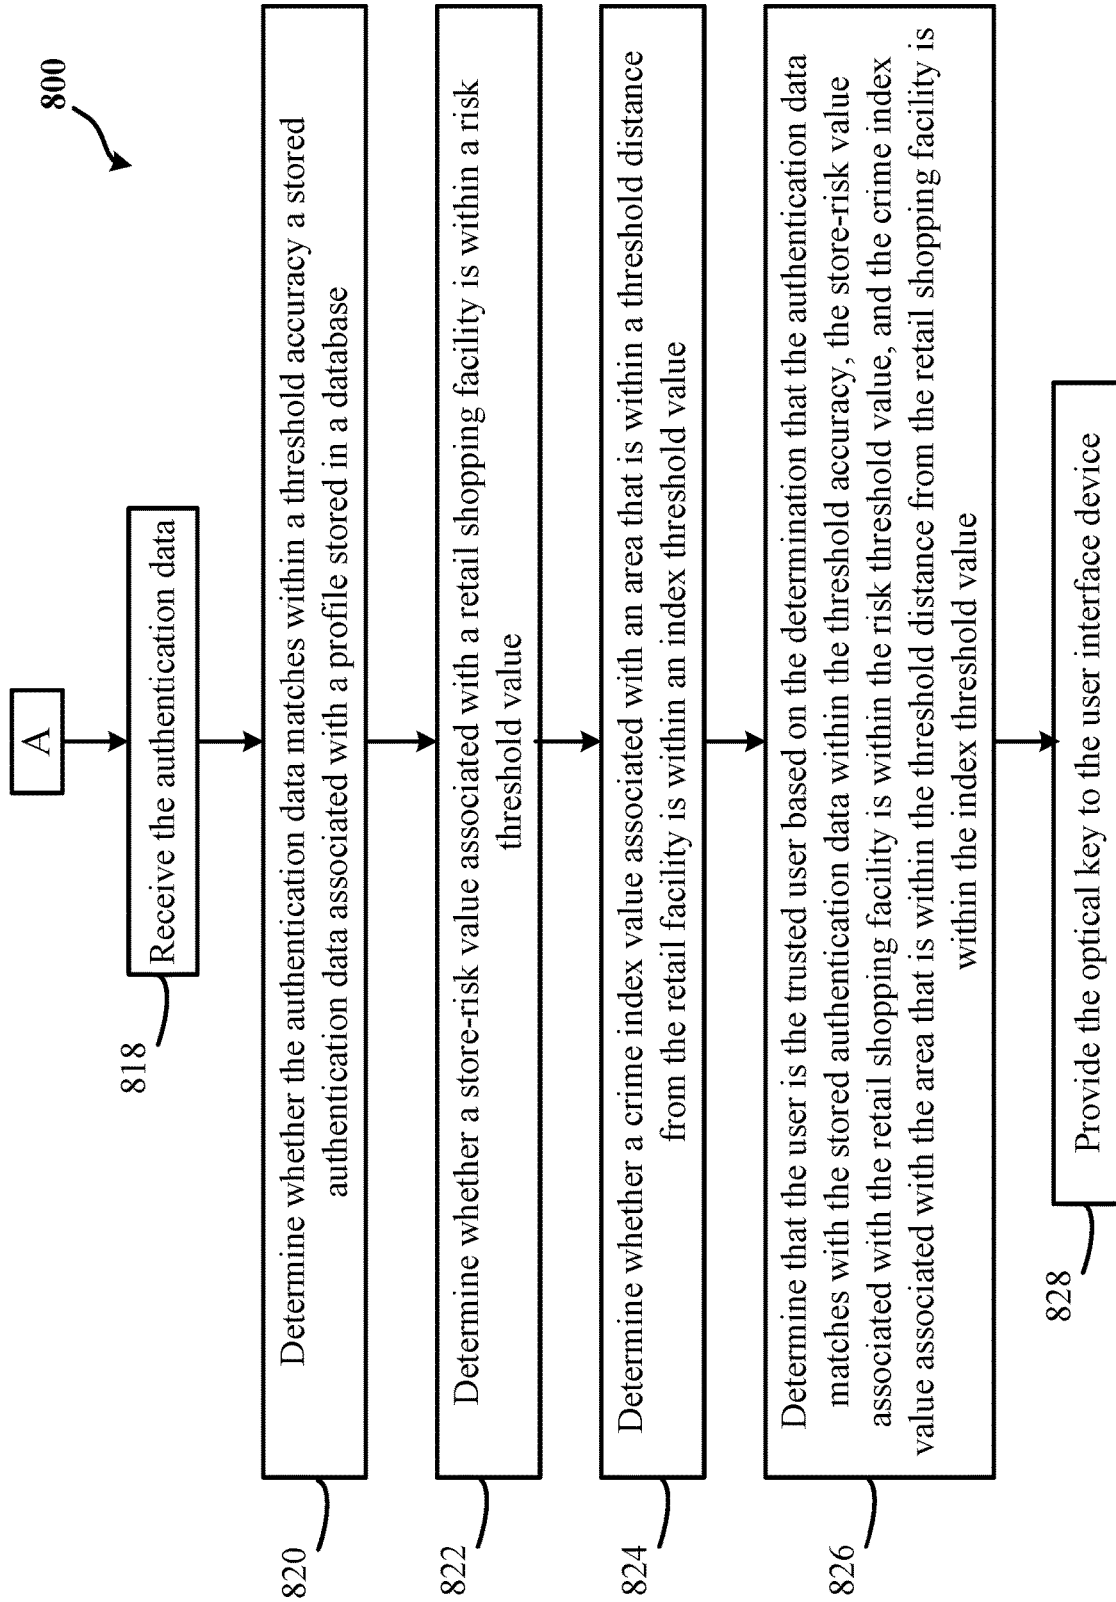 800
A
Receive the authentication data
818
Determine whether the authentication data matches within a threshold accuracy a stored
authentication data associated with a profile stored in a database
820
Determine whether a store-risk value associated with a retail shopping facility is within a risk
threshold value
822
Determine whether a crime index value associated with an area that is within a threshold distance
from the retail facility is within an index threshold value
824
Determine that the user is the trusted user based on the determination that the authentication data
matches with the stored authentication data within the threshold accuracy, the store-risk value
associated with the retail shopping facility is within the risk threshold value, and the crime index
value associated with the area that is within the threshold distance from the retail shopping facility is
within the index threshold value
826
Provide the optical key to the user interface device
828